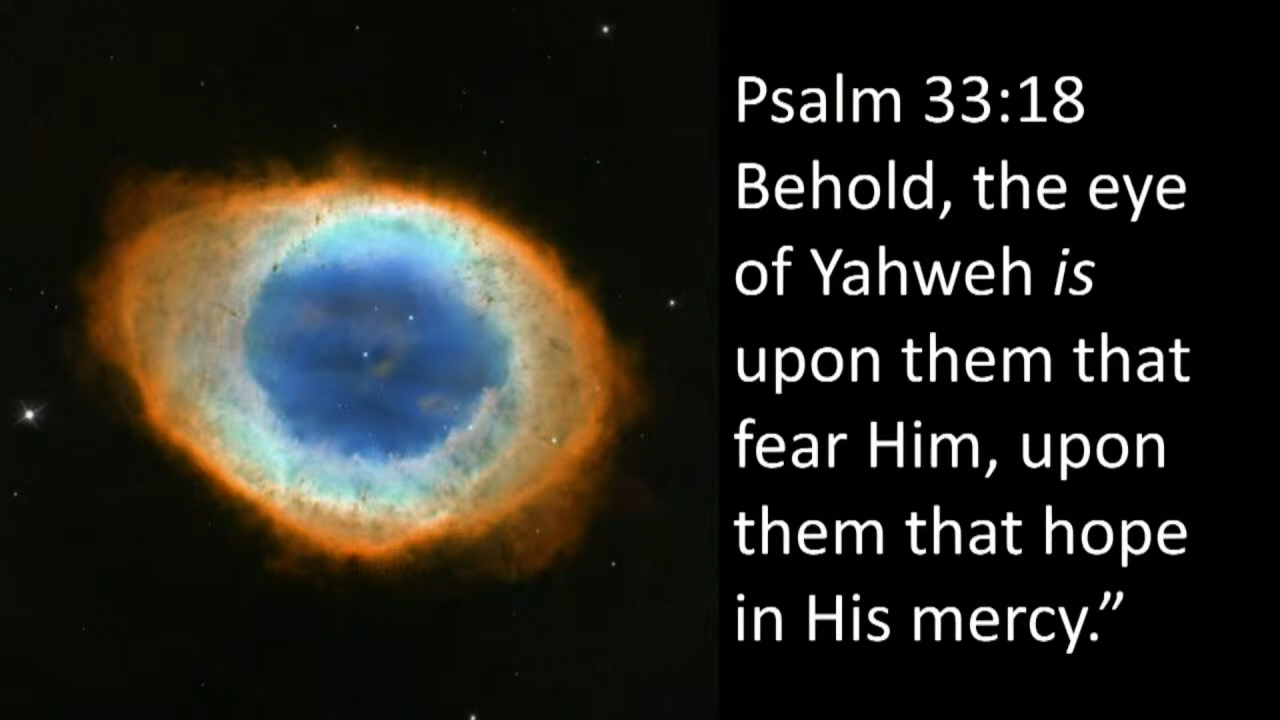 Psalm 33:18
Behold, the eye
of Yahweh is
upon them that
fear Him, upon
them that hope
in His mercy.”